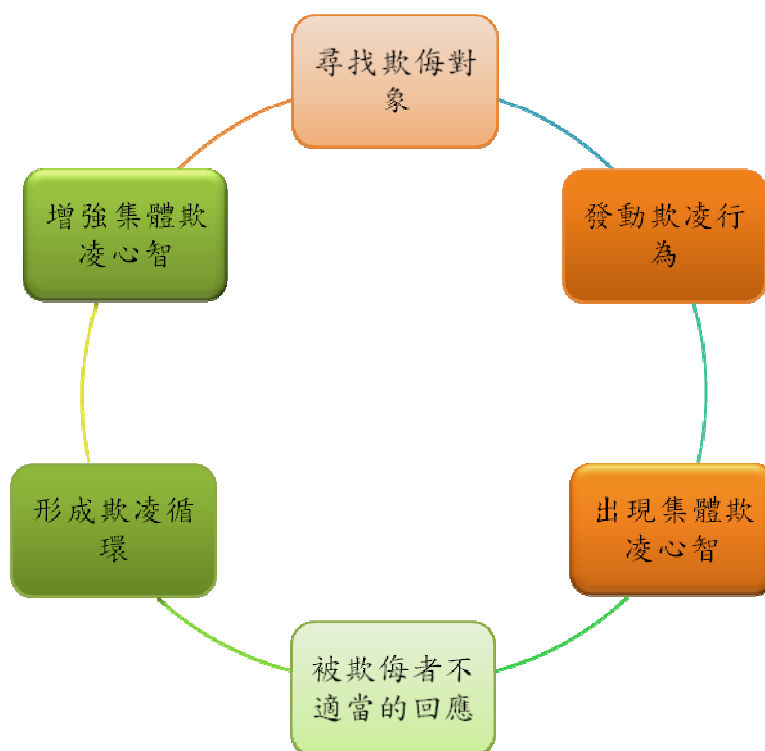 尋找欺侮對
象
發動欺凌行
為
出現集體欺
凌心智
被欺侮者不
適當的回應
形成欺凌循
環
增強集體欺
凌心智